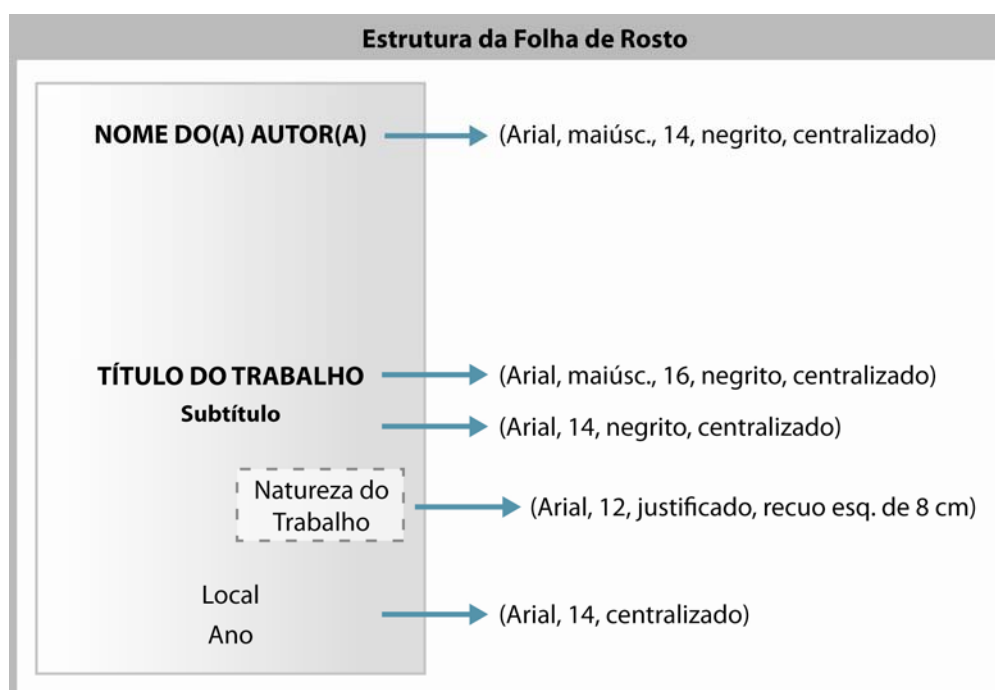 Estrutura da Folha de Rosto
NOME DO(A) AUTOR(A)
(Arial, maiúsc., 14, negrito, centralizado)
TÍTULO DO TRABALHO
(Arial, maiúsc., 16, negrito, centralizado)
Subtítulo
(Arial, 14, negrito, centralizado)
Natureza do
Trabalho
(Arial, 12, justificado, recuo esq. de 8 cm)
Local
Ano
(Arial, 14, centralizado)